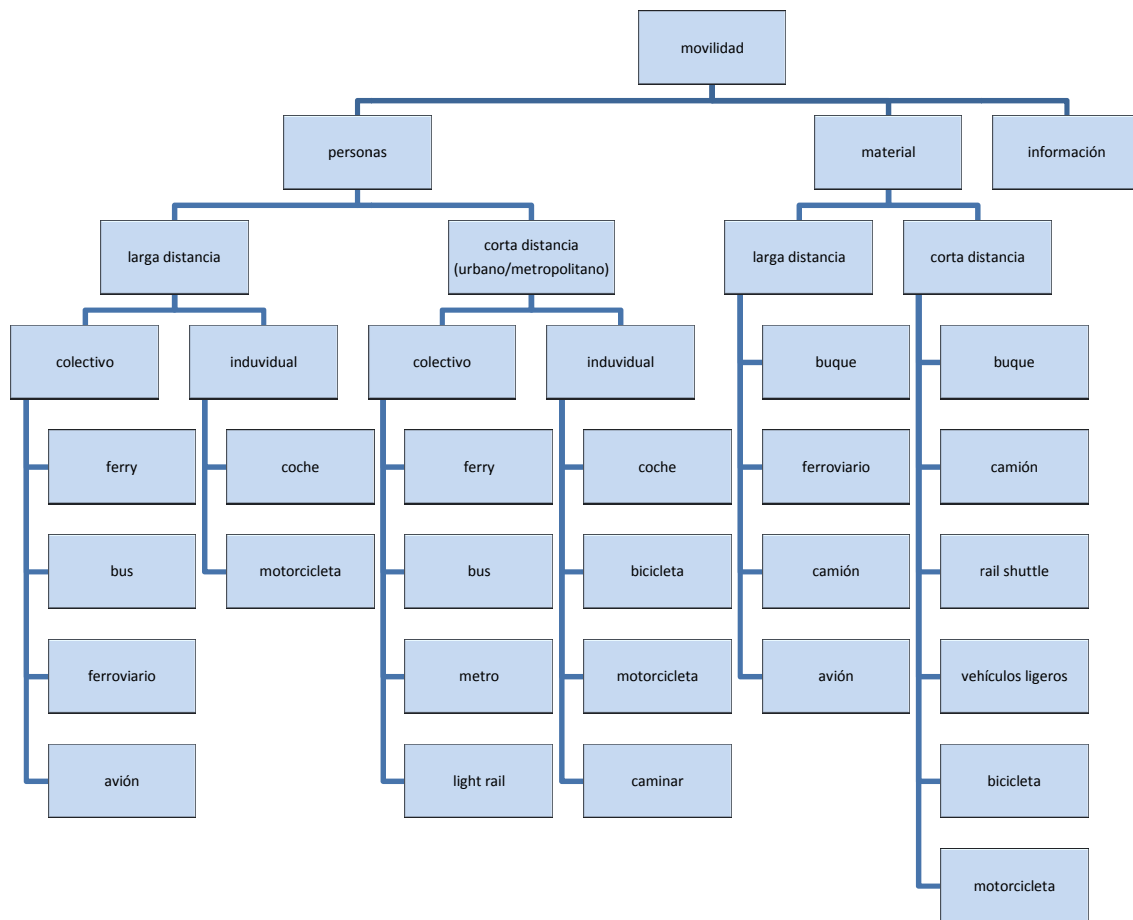 movilidad
personas
material
información
larga distancia
corta distancia
(urbano/metropolitano)
larga distancia
corta distancia
colectivo
induvidual
colectivo
induvidual
buque
buque
ferry
coche
ferry
coche
ferroviario
camión
bus
motorcicleta
bus
bicicleta
camión
rail shuttle
ferroviario
metro
motorcicleta
avión
vehículos ligeros
avión
light rail
caminar
bicicleta
motorcicleta